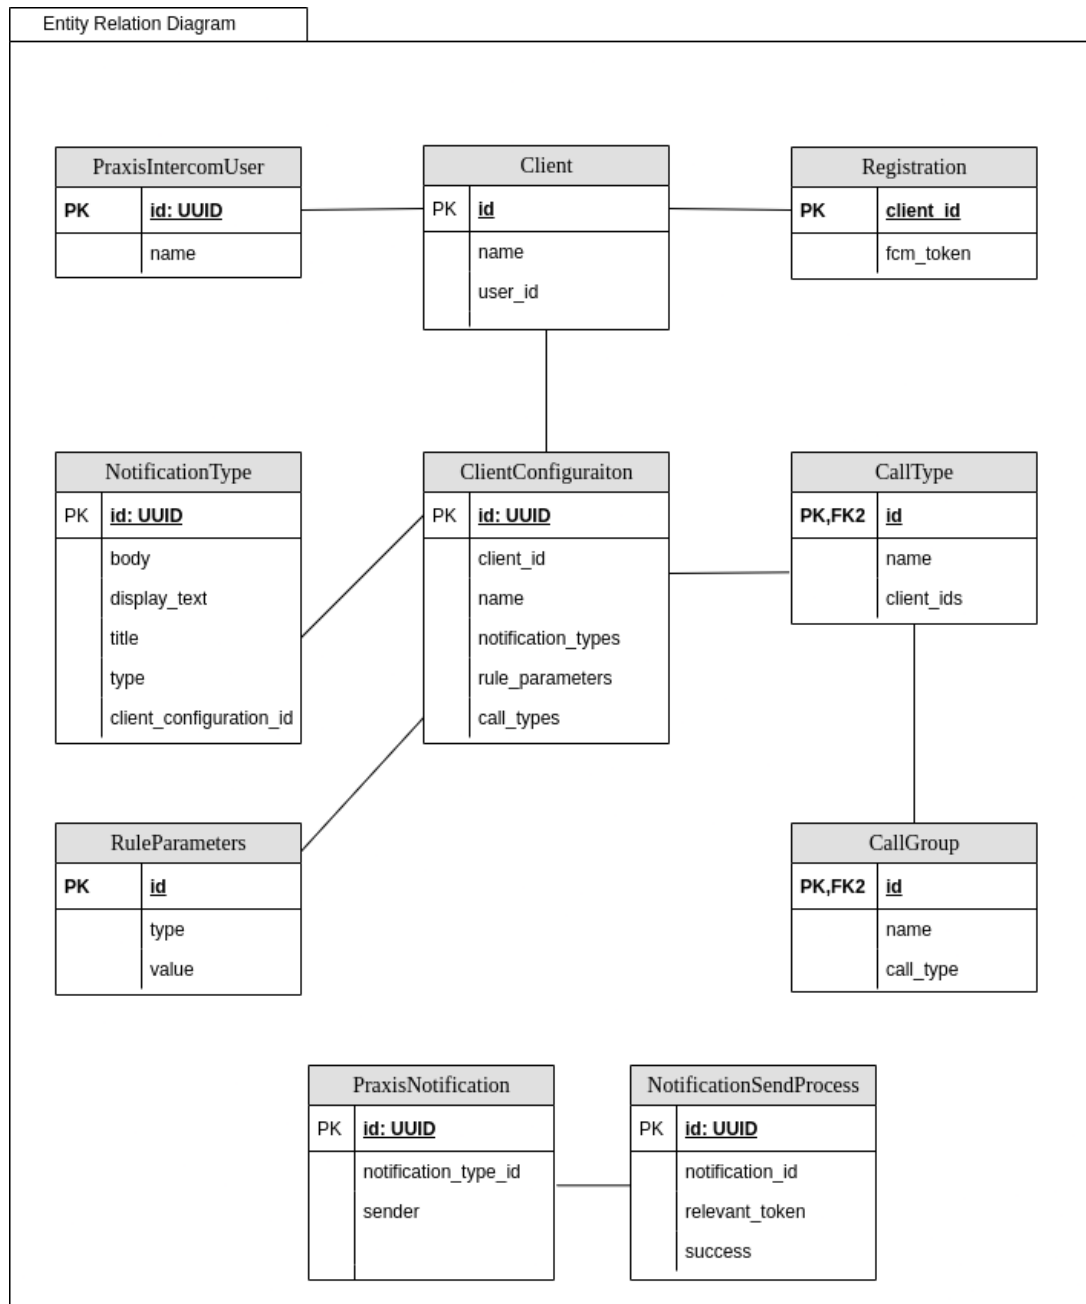 Entity Relation Diagram
PraxisIntercomUser
PK id: UUID
name
Client
PK id
name
user_id
Registration
PK client_id
fcm_token
NotificationType
PK id: UUID
body
display_text
title
type
client_configuration_id
ClientConfiguraiton
PK id: UUID
client_id
name
notification_types
rule_parameters
call_types
CallType
PK,FK2 id
name
client_ids
RuleParameters
PK id
type
value
CallGroup
PK,FK2 id
name
call_type
PraxisNotification
PK id: UUID
notification_type_id
sender
NotificationSendProcess
PK id: UUID
notification_id
relevant_token
success